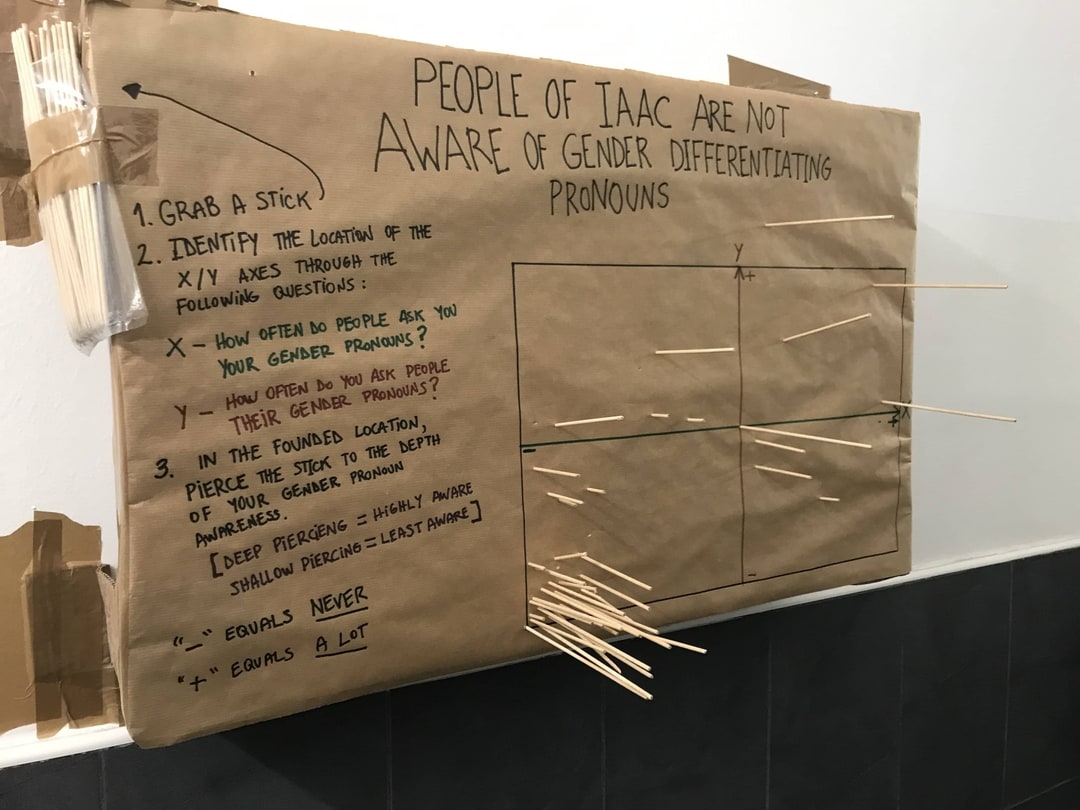 PEOPLE OF IAAC ARE NOT
AWARE OF GENDER DIFFERENTIATING
PRONOUNS
1. GRAB A STICK
2. IDENTIFY THE LOCATION OF THE
X/Y AXES THROUGH THE
FOLLOWING QUESTIONS:
X - HOW OFTEN DO PEOPLE ASK YOU
YOUR GENDER PRONOUNS?
Y - HOW OFTEN DO YOU ASK PEOPLE
THEIR GENDER PRONOUNS?
3. IN THE FOUNDED LOCATION,
PIERCE THE STICK TO THE DEPTH
OF YOUR GENDER PRONOUN
AWARENESS.
[DEEP PIERCIENG = HIGHLY AWARE
SHALLOW PIERCING = LEAST AWARE]
"-" EQUALS NEVER
"+" EQUALS A LOT
Y
+
X
+
-
-